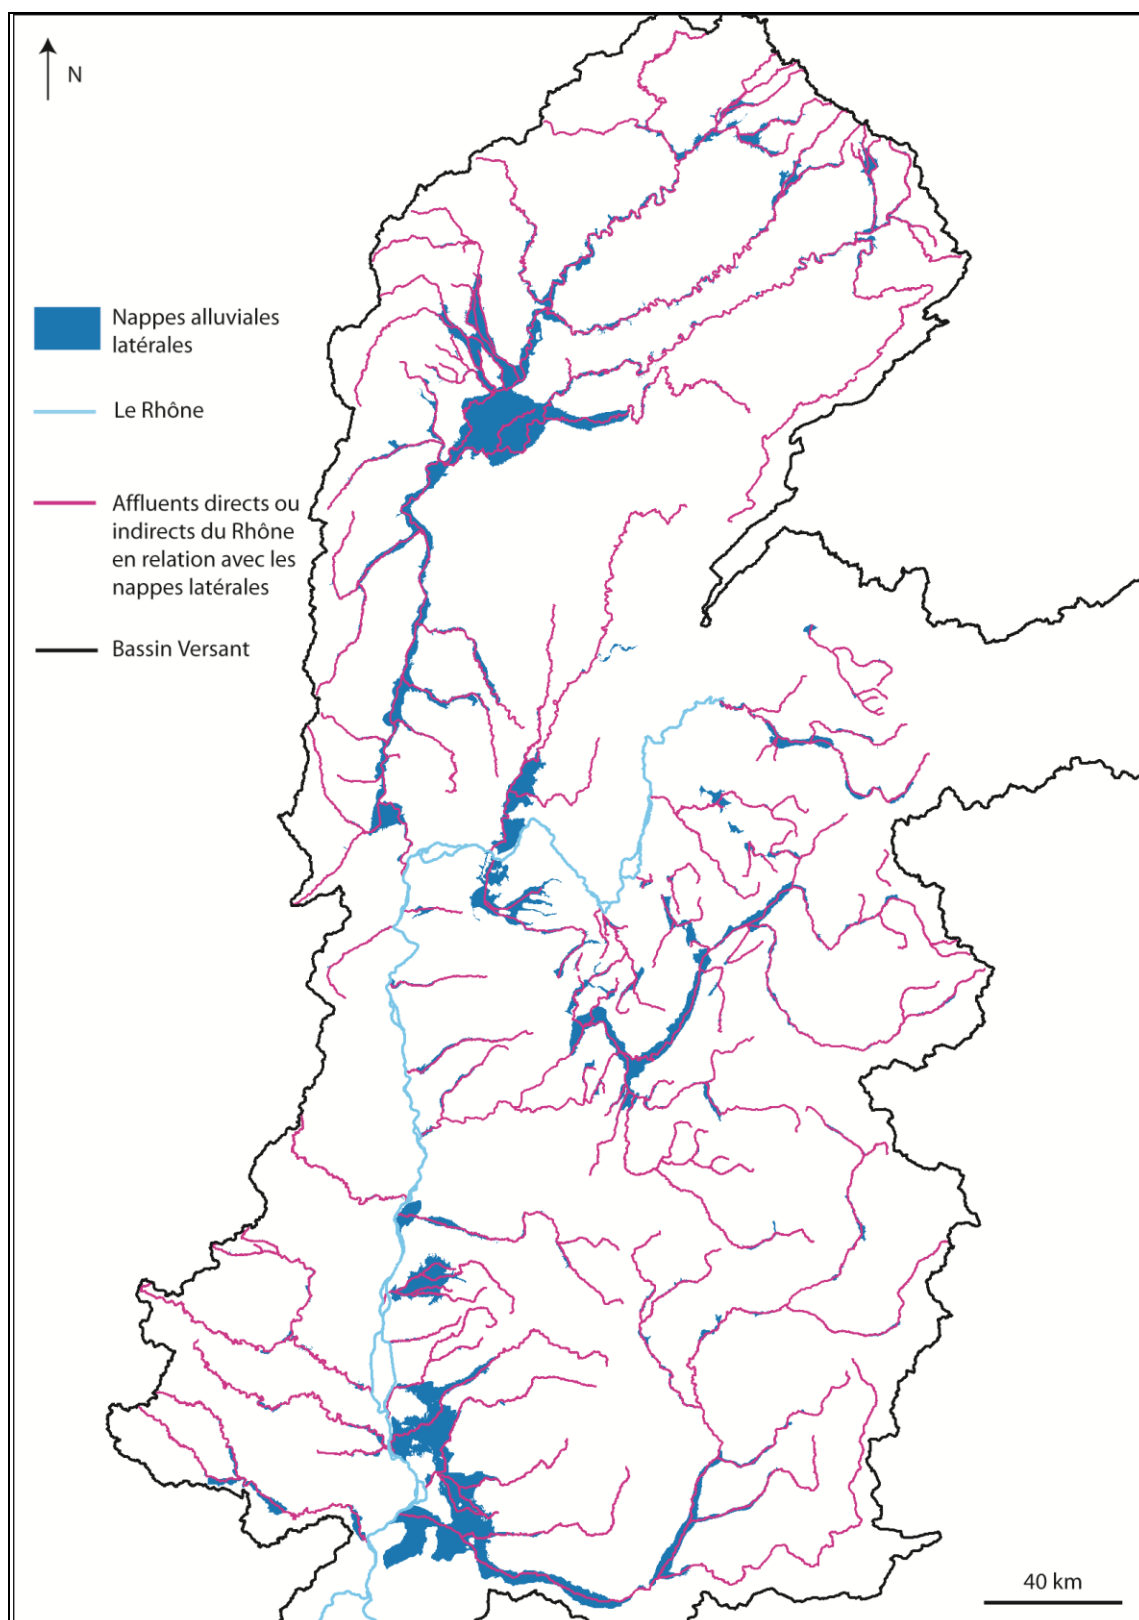 N
Nappes alluviales
latérales
Le Rhône
Affluents directs ou
indirects du Rhône
en relation avec les
nappes latérales
Bassin Versant
40 km